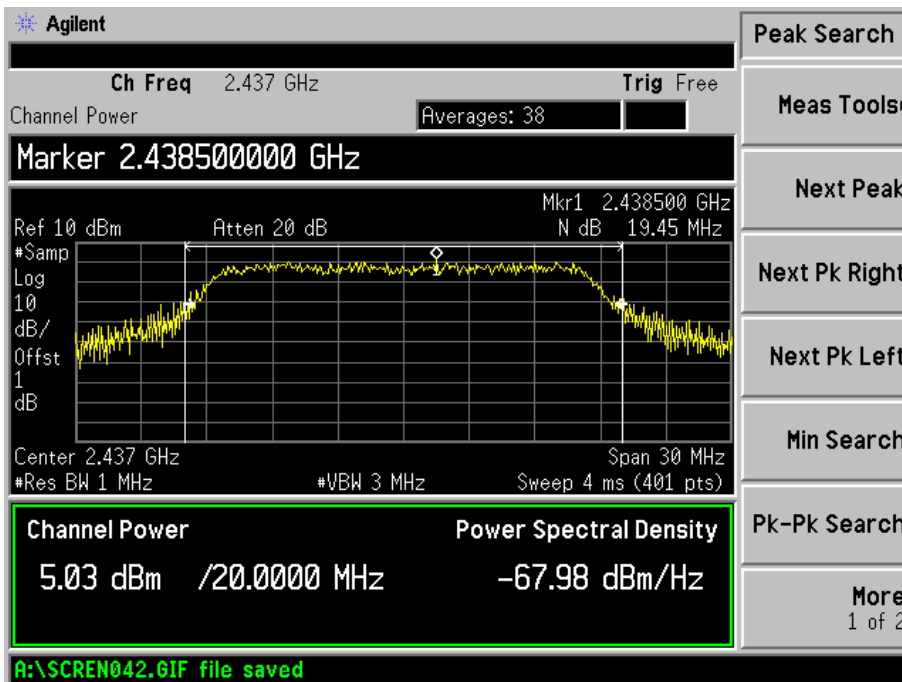 Agilent
Peak Search
Ch Freq 2.437 GHz Trig Free
Channel Power Averages: 38
Meas Tools
Marker 2.438500000 GHz
Next Peak
Mkr1 2.438500 GHz
Ref 10 dBm Atten 20 dB N dB 19.45 MHz
#Samp
Log
10
dB/
Offst
1
dB
1
Next Pk Right
Next Pk Left
Center 2.437 GHz Span 30 MHz
#Res BW 1 MHz #VBW 3 MHz Sweep 4 ms (401 pts)
Min Search
Channel Power Power Spectral Density
5.03 dBm /20.0000 MHz -67.98 dBm/Hz
Pk-Pk Search
More
1 of 2
A:\SCREN042.GIF file saved